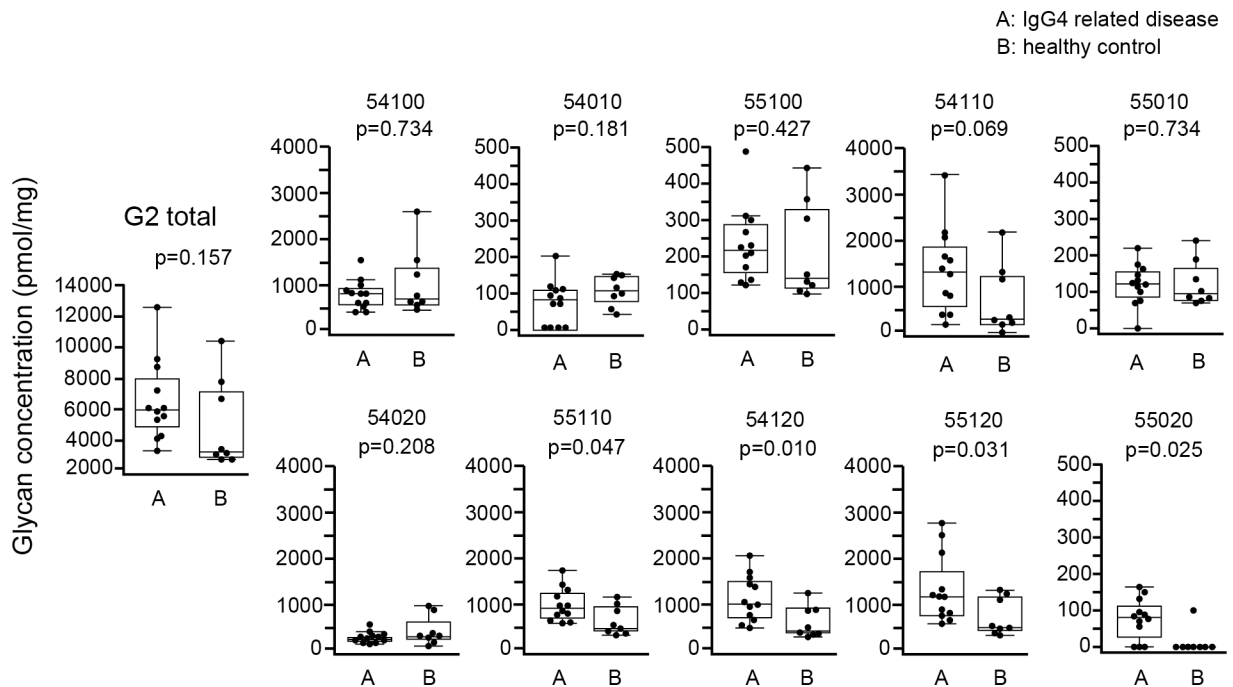 A: IgG4 related disease
B: healthy control
Glycan concentration (pmol/mg)
G2 total
p=0.157
14000
12000
10000
8000
6000
4000
2000
A B
54100
p=0.734
4000
3000
2000
1000
0
A B
54010
p=0.181
500
400
300
200
100
0
A B
55100
p=0.427
500
400
300
200
100
0
A B
54110
p=0.069
4000
3000
2000
1000
0
A B
55010
p=0.734
500
400
300
200
100
0
A B
54020
p=0.208
4000
3000
2000
1000
0
A B
55110
p=0.047
4000
3000
2000
1000
0
A B
54120
p=0.010
4000
3000
2000
1000
0
A B
55120
p=0.031
4000
3000
2000
1000
0
A B
55020
p=0.025
500
400
300
200
100
0
A B